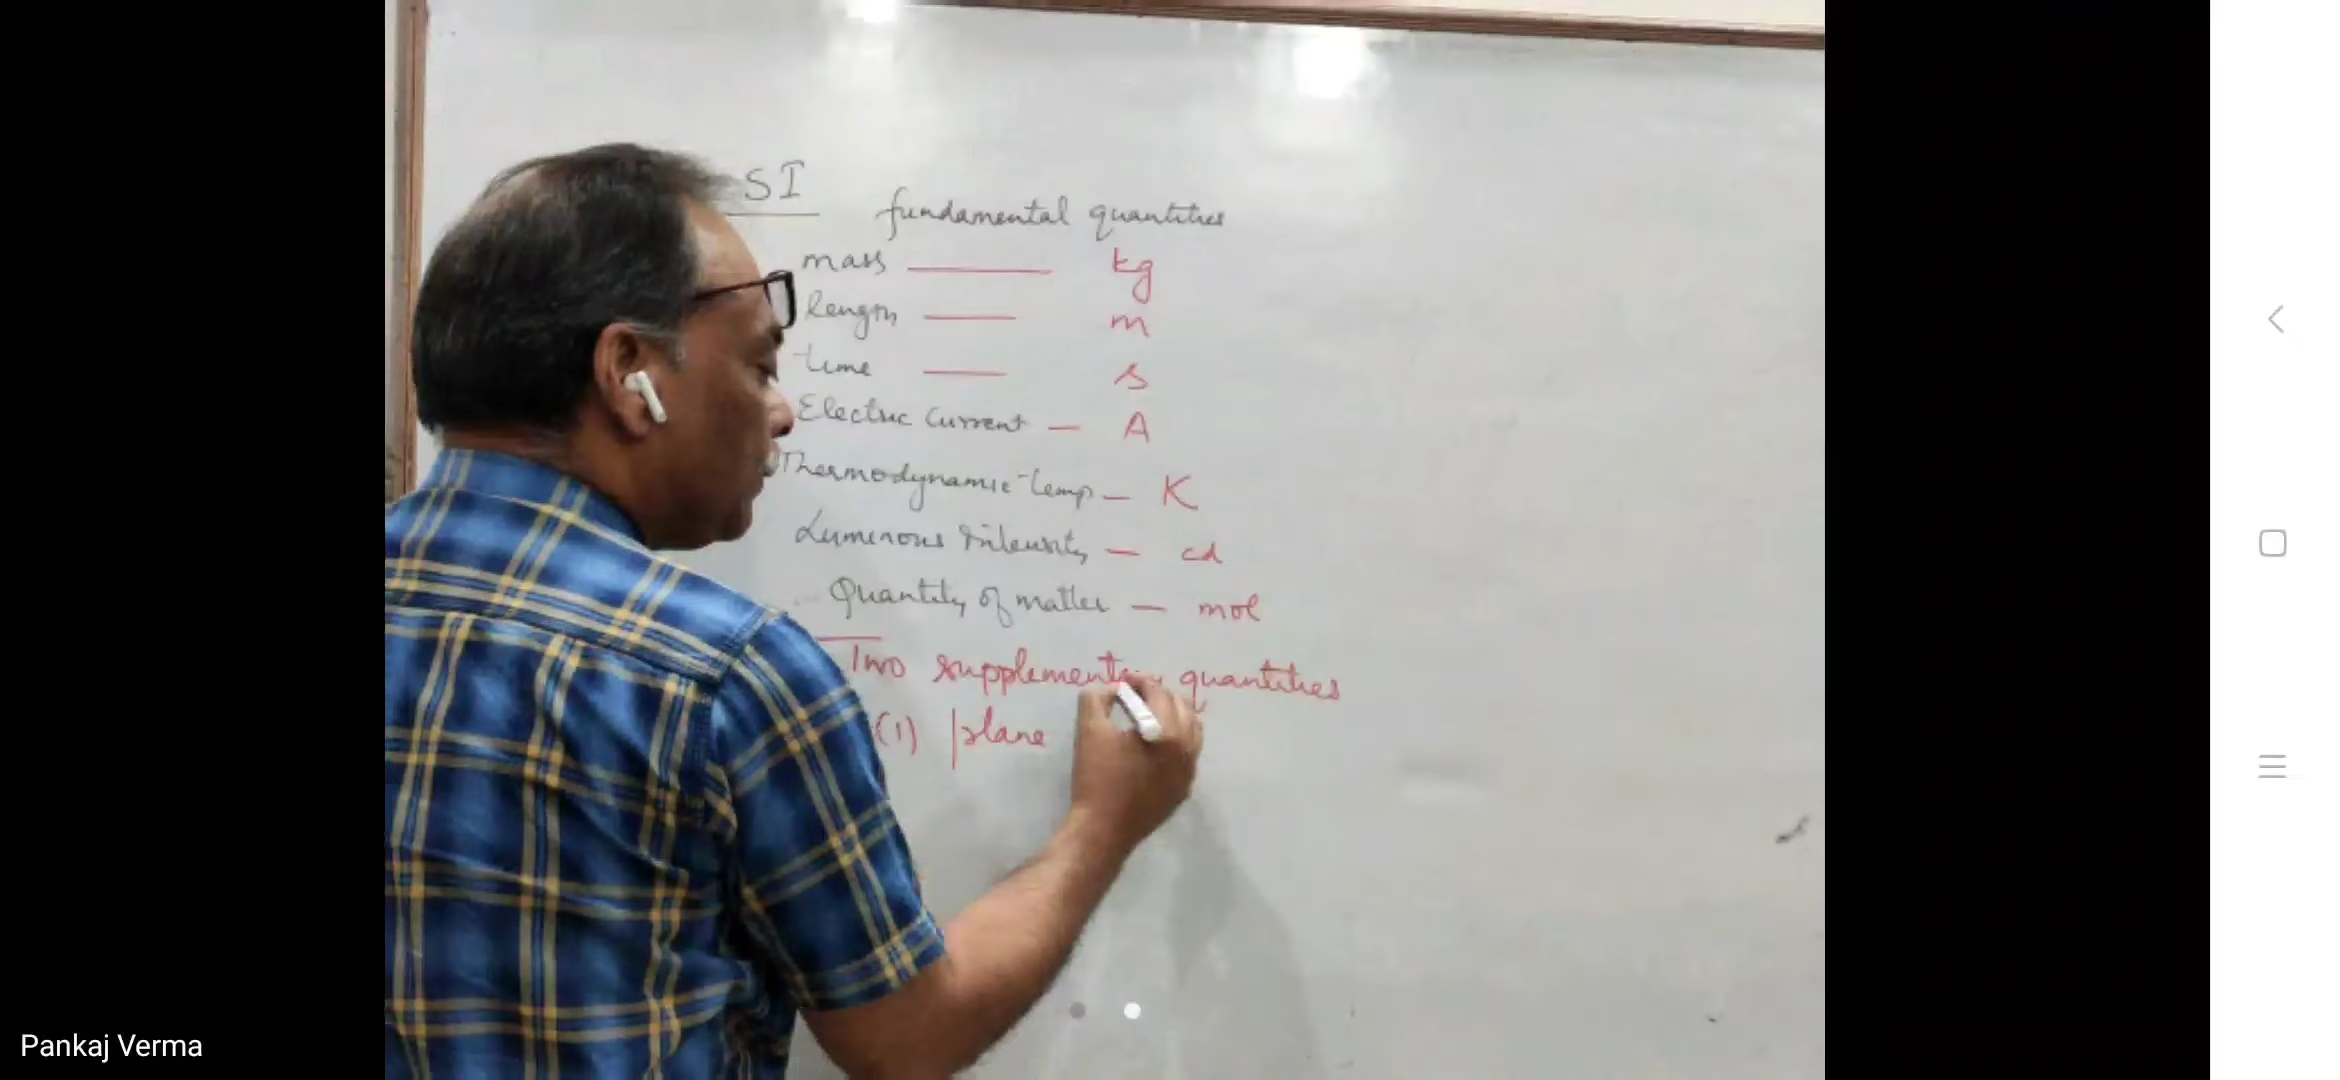 SI
fundamental quantities
mass — kg
length — m
time — s
Electric Current — A
Thermodynamic temp — K
Luminous Intensity — cd
Quantity of matter — mol
Two supplementary quantities
(1) plane
Pankaj Verma